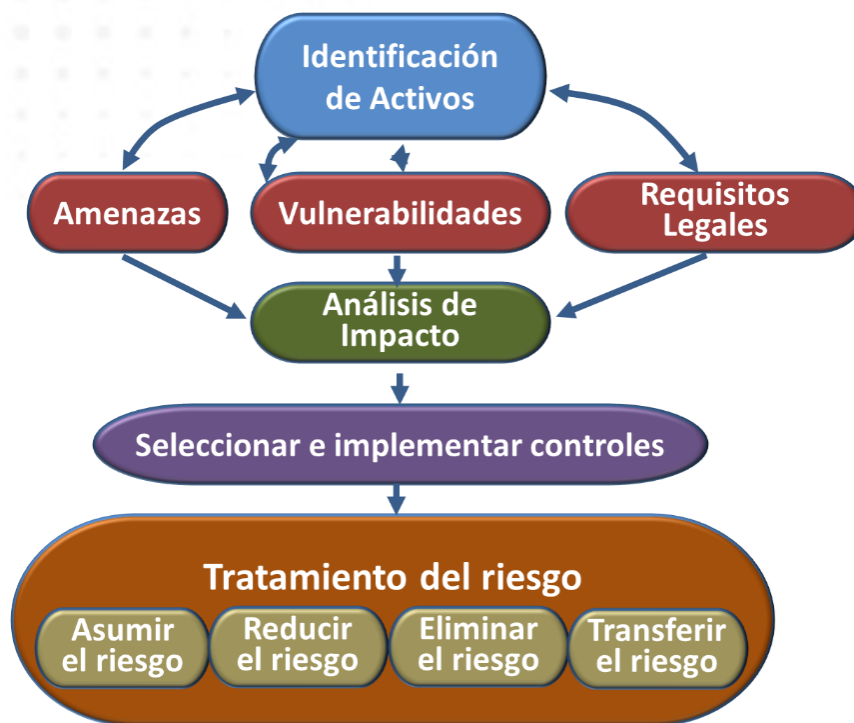 Identificación
de Activos
Amenazas
Vulnerabilidades
Requisitos
Legales
Análisis de
Impacto
Seleccionar e implementar controles
Tratamiento del riesgo
Asumir
el riesgo
Reducir
el riesgo
Eliminar
el riesgo
Transferir
el riesgo